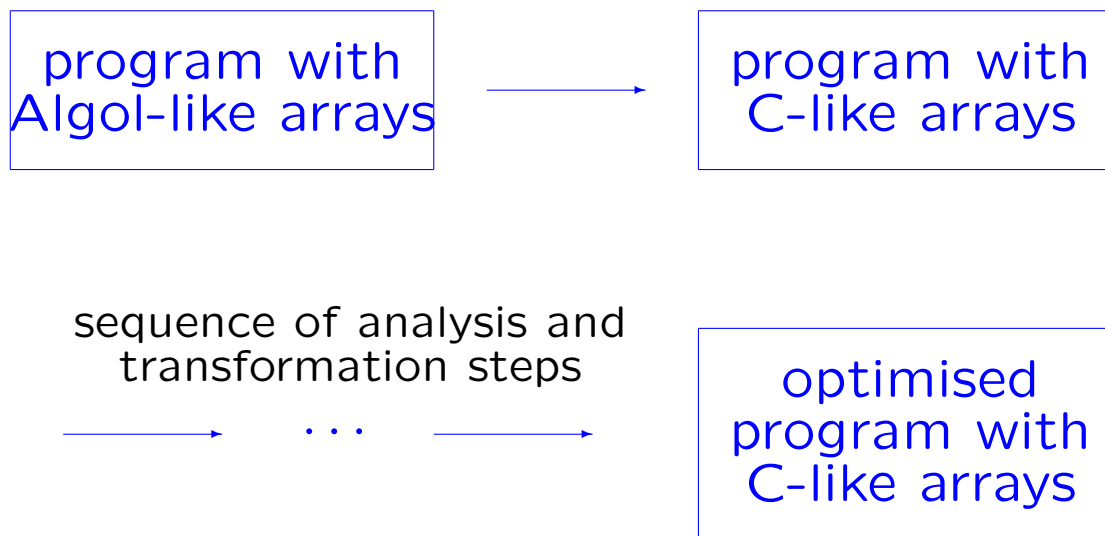 program with
Algol-like arrays
program with
C-like arrays
sequence of analysis and
transformation steps
· · ·
optimised
program with
C-like arrays